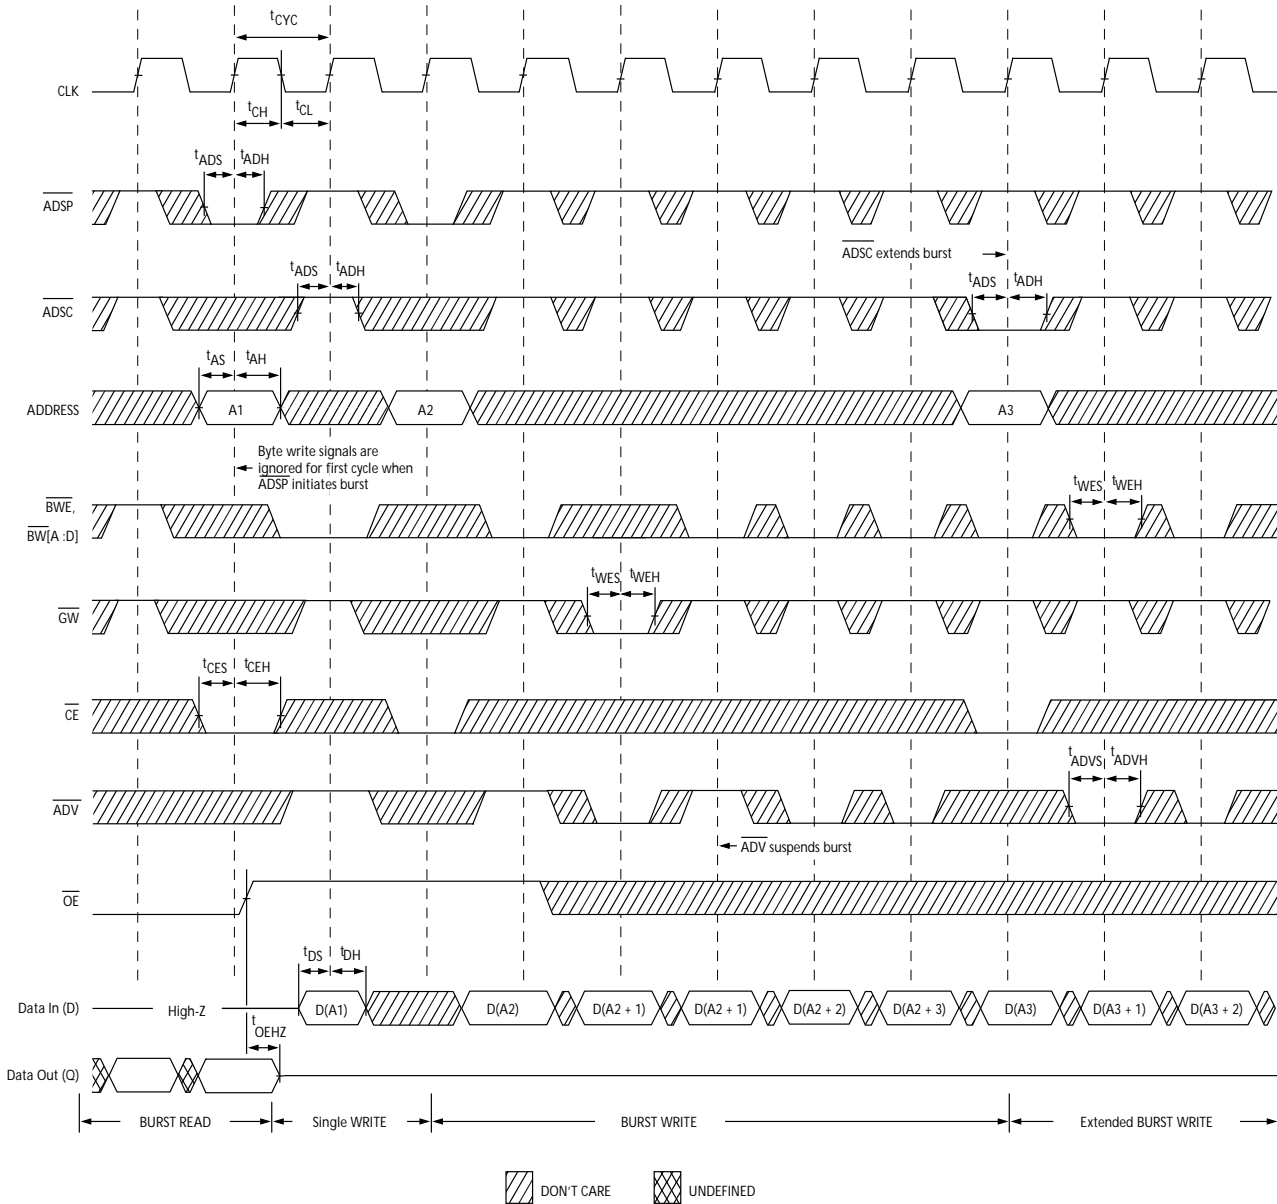 tCYC
CLK
tCH
tCL
tADS
tADH
ADSP
ADSC extends burst
tADS
tADH
tADS
tADH
ADSC
tAS
tAH
ADDRESS
A1
A2
A3
Byte write signals are
ignored for first cycle when
ADSP initiates burst
BWE,
BW[A :D]
tWES
tWEH
tWES
tWEH
GW
tCES
tCEH
CE
tADVS
tADVH
ADV
ADV suspends burst
OE
tDS
tDH
Data In (D)
High-Z
D(A1)
D(A2)
D(A2 + 1)
D(A2 + 1)
D(A2 + 2)
D(A2 + 3)
D(A3)
D(A3 + 1)
D(A3 + 2)
tOEHZ
Data Out (Q)
BURST READ
Single WRITE
BURST WRITE
Extended BURST WRITE
DON'T CARE
UNDEFINED